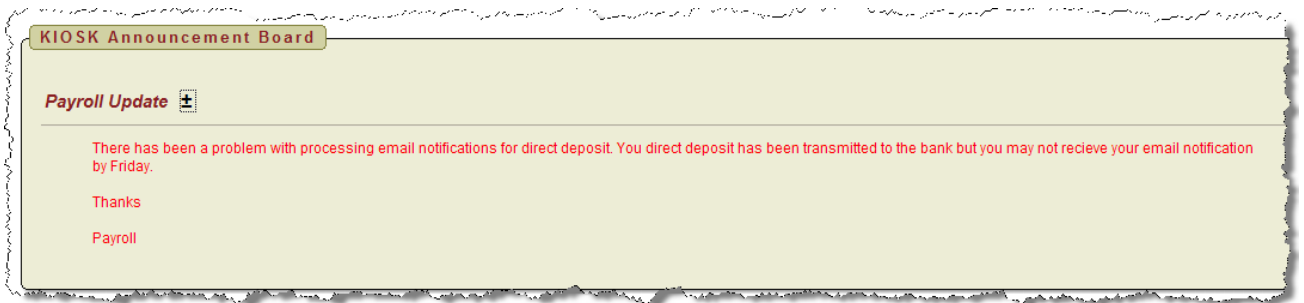 KIOSK Announcement Board
Payroll Update ±
There has been a problem with processing email notifications for direct deposit. You direct deposit has been transmitted to the bank but you may not recieve your email notification
by Friday.
Thanks
Payroll